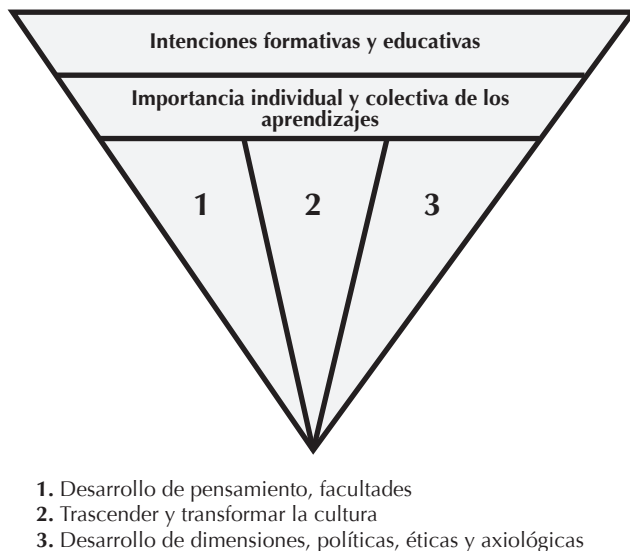 Intenciones formativas y educativas
Importancia individual y colectiva de los
aprendizajes
1
2
3
1. Desarrollo de pensamiento, facultades
2. Trascender y transformar la cultura
3. Desarrollo de dimensiones, políticas, éticas y axiológicas